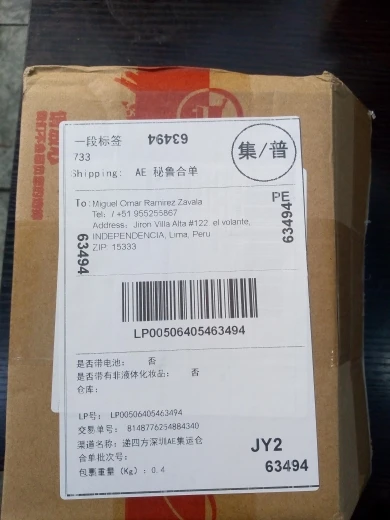 一段标签
63494
733
集/普
Shipping: AE 秘鲁合单
To: Miguel Omar Ramirez Zavala
PE
Tel: / +51 955255867
Address: Jiron Villa Alta #122 el volante,
INDEPENDENCIA, Lima, Peru
ZIP: 15333
63494
63494
LP00506405463494
是否带电池: 否
是否带有非液体化妆品: 否
仓库:
LP号: LP00506405463494
交易单号: 8148776254884340
渠道名称: 递四方深圳AE集运仓
合单批次号:
包裹重量 (Kg): 0.4
JY2
63494